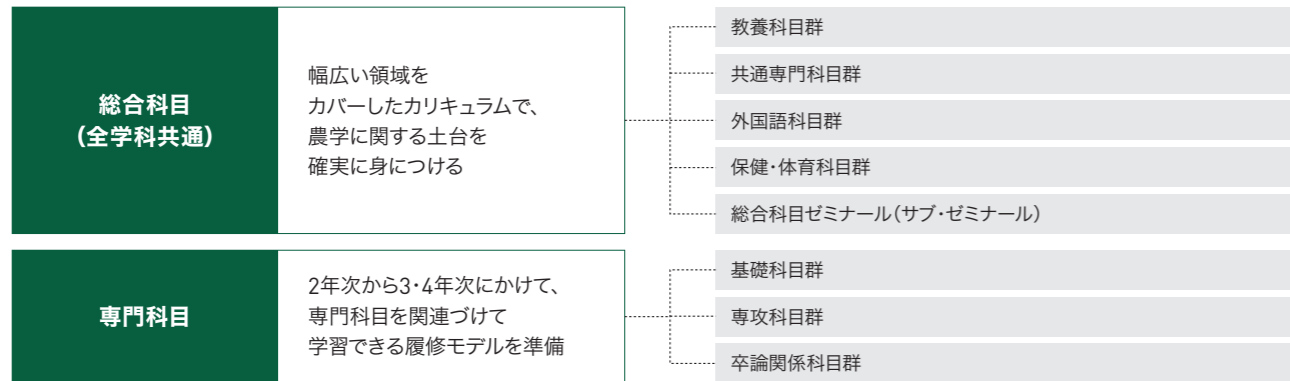 総合科目
(全学科共通)
幅広い領域を
カバーしたカリキュラムで、
農学に関する土台を
確実に身につける
教養科目群
共通専門科目群
外国語科目群
保健・体育科目群
総合科目ゼミナール(サブ・ゼミナール)
専門科目
2年次から3・4年次にかけて、
専門科目を関連づけて
学習できる履修モデルを準備
基礎科目群
専攻科目群
卒論関係科目群